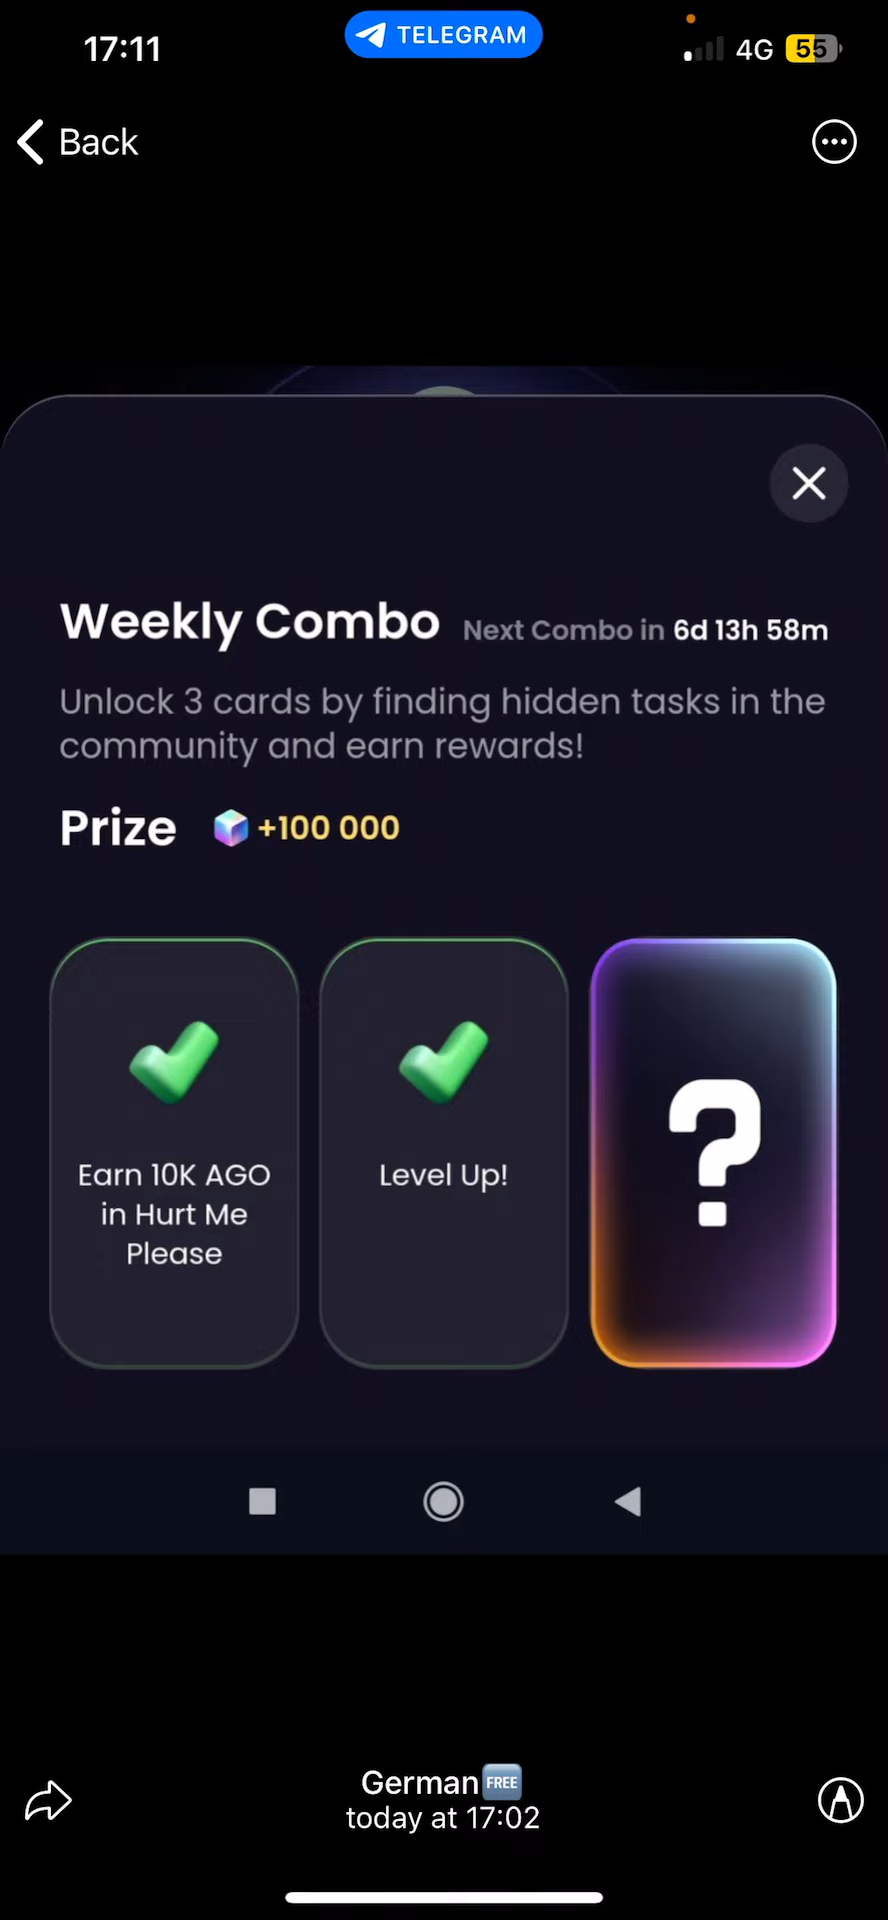 17:11
TELEGRAM
4G
55
Back
Weekly Combo
Next Combo in 6d 13h 58m
Unlock 3 cards by finding hidden tasks in the
community and earn rewards!
Prize
+100 000
Earn 10K AGO
in Hurt Me
Please
Level Up!
?
German FREE
today at 17:02